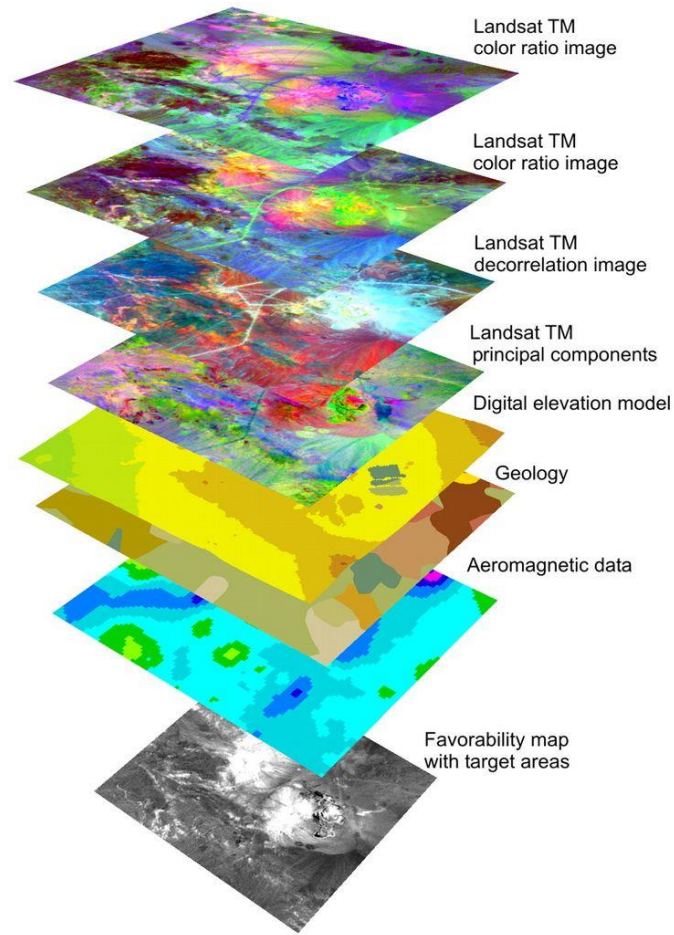 Landsat TM
color ratio image
Landsat TM
color ratio image
Landsat TM
decorrelation image
Landsat TM
principal components
Digital elevation model
Geology
Aeromagnetic data
Favorability map
with target areas